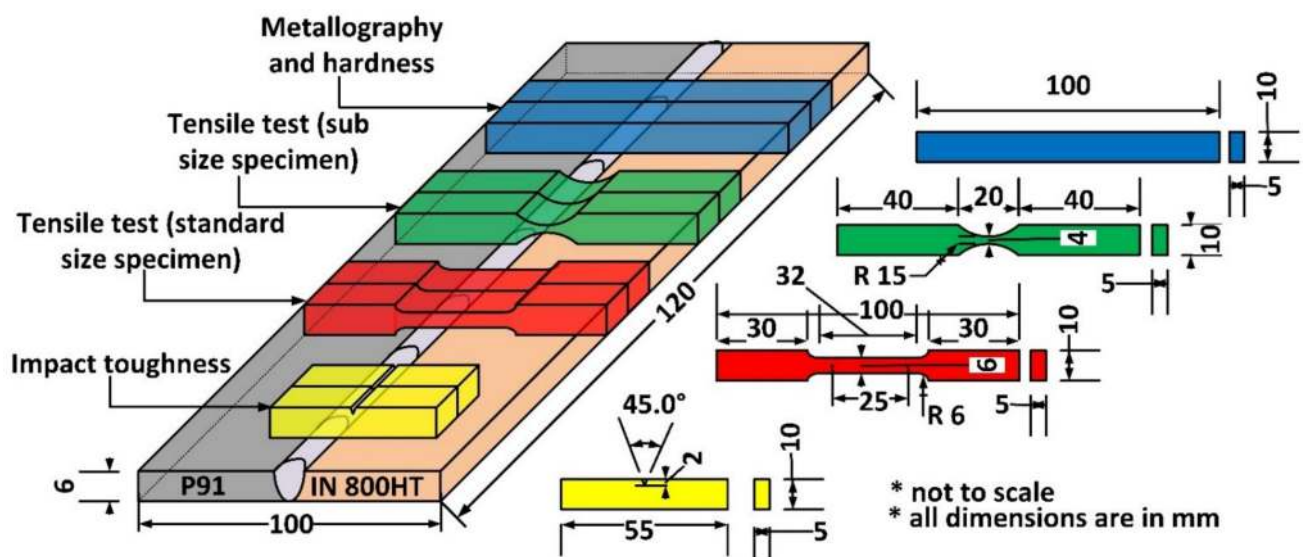 Metallography
and hardness
Tensile test (sub
size specimen)
Tensile test (standard
size specimen)
Impact toughness
6
P91
IN 800HT
100
120
100
10
5
40
20
40
4
10
R 15
5
32
100
30
30
10
6
25
R 6
5
45.0°
2
10
55
5
* not to scale
* all dimensions are in mm